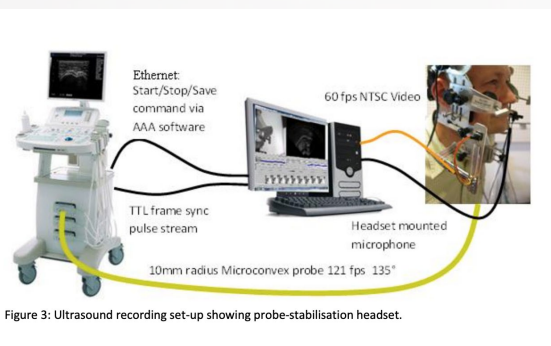 Ethernet:
Start/Stop/Save
command via
AAA software
60 fps NTSC Video
TTL frame sync
pulse stream
Headset mounted
microphone
10mm radius Microconvex probe 121 fps 135°
Figure 3: Ultrasound recording set-up showing probe-stabilisation headset.